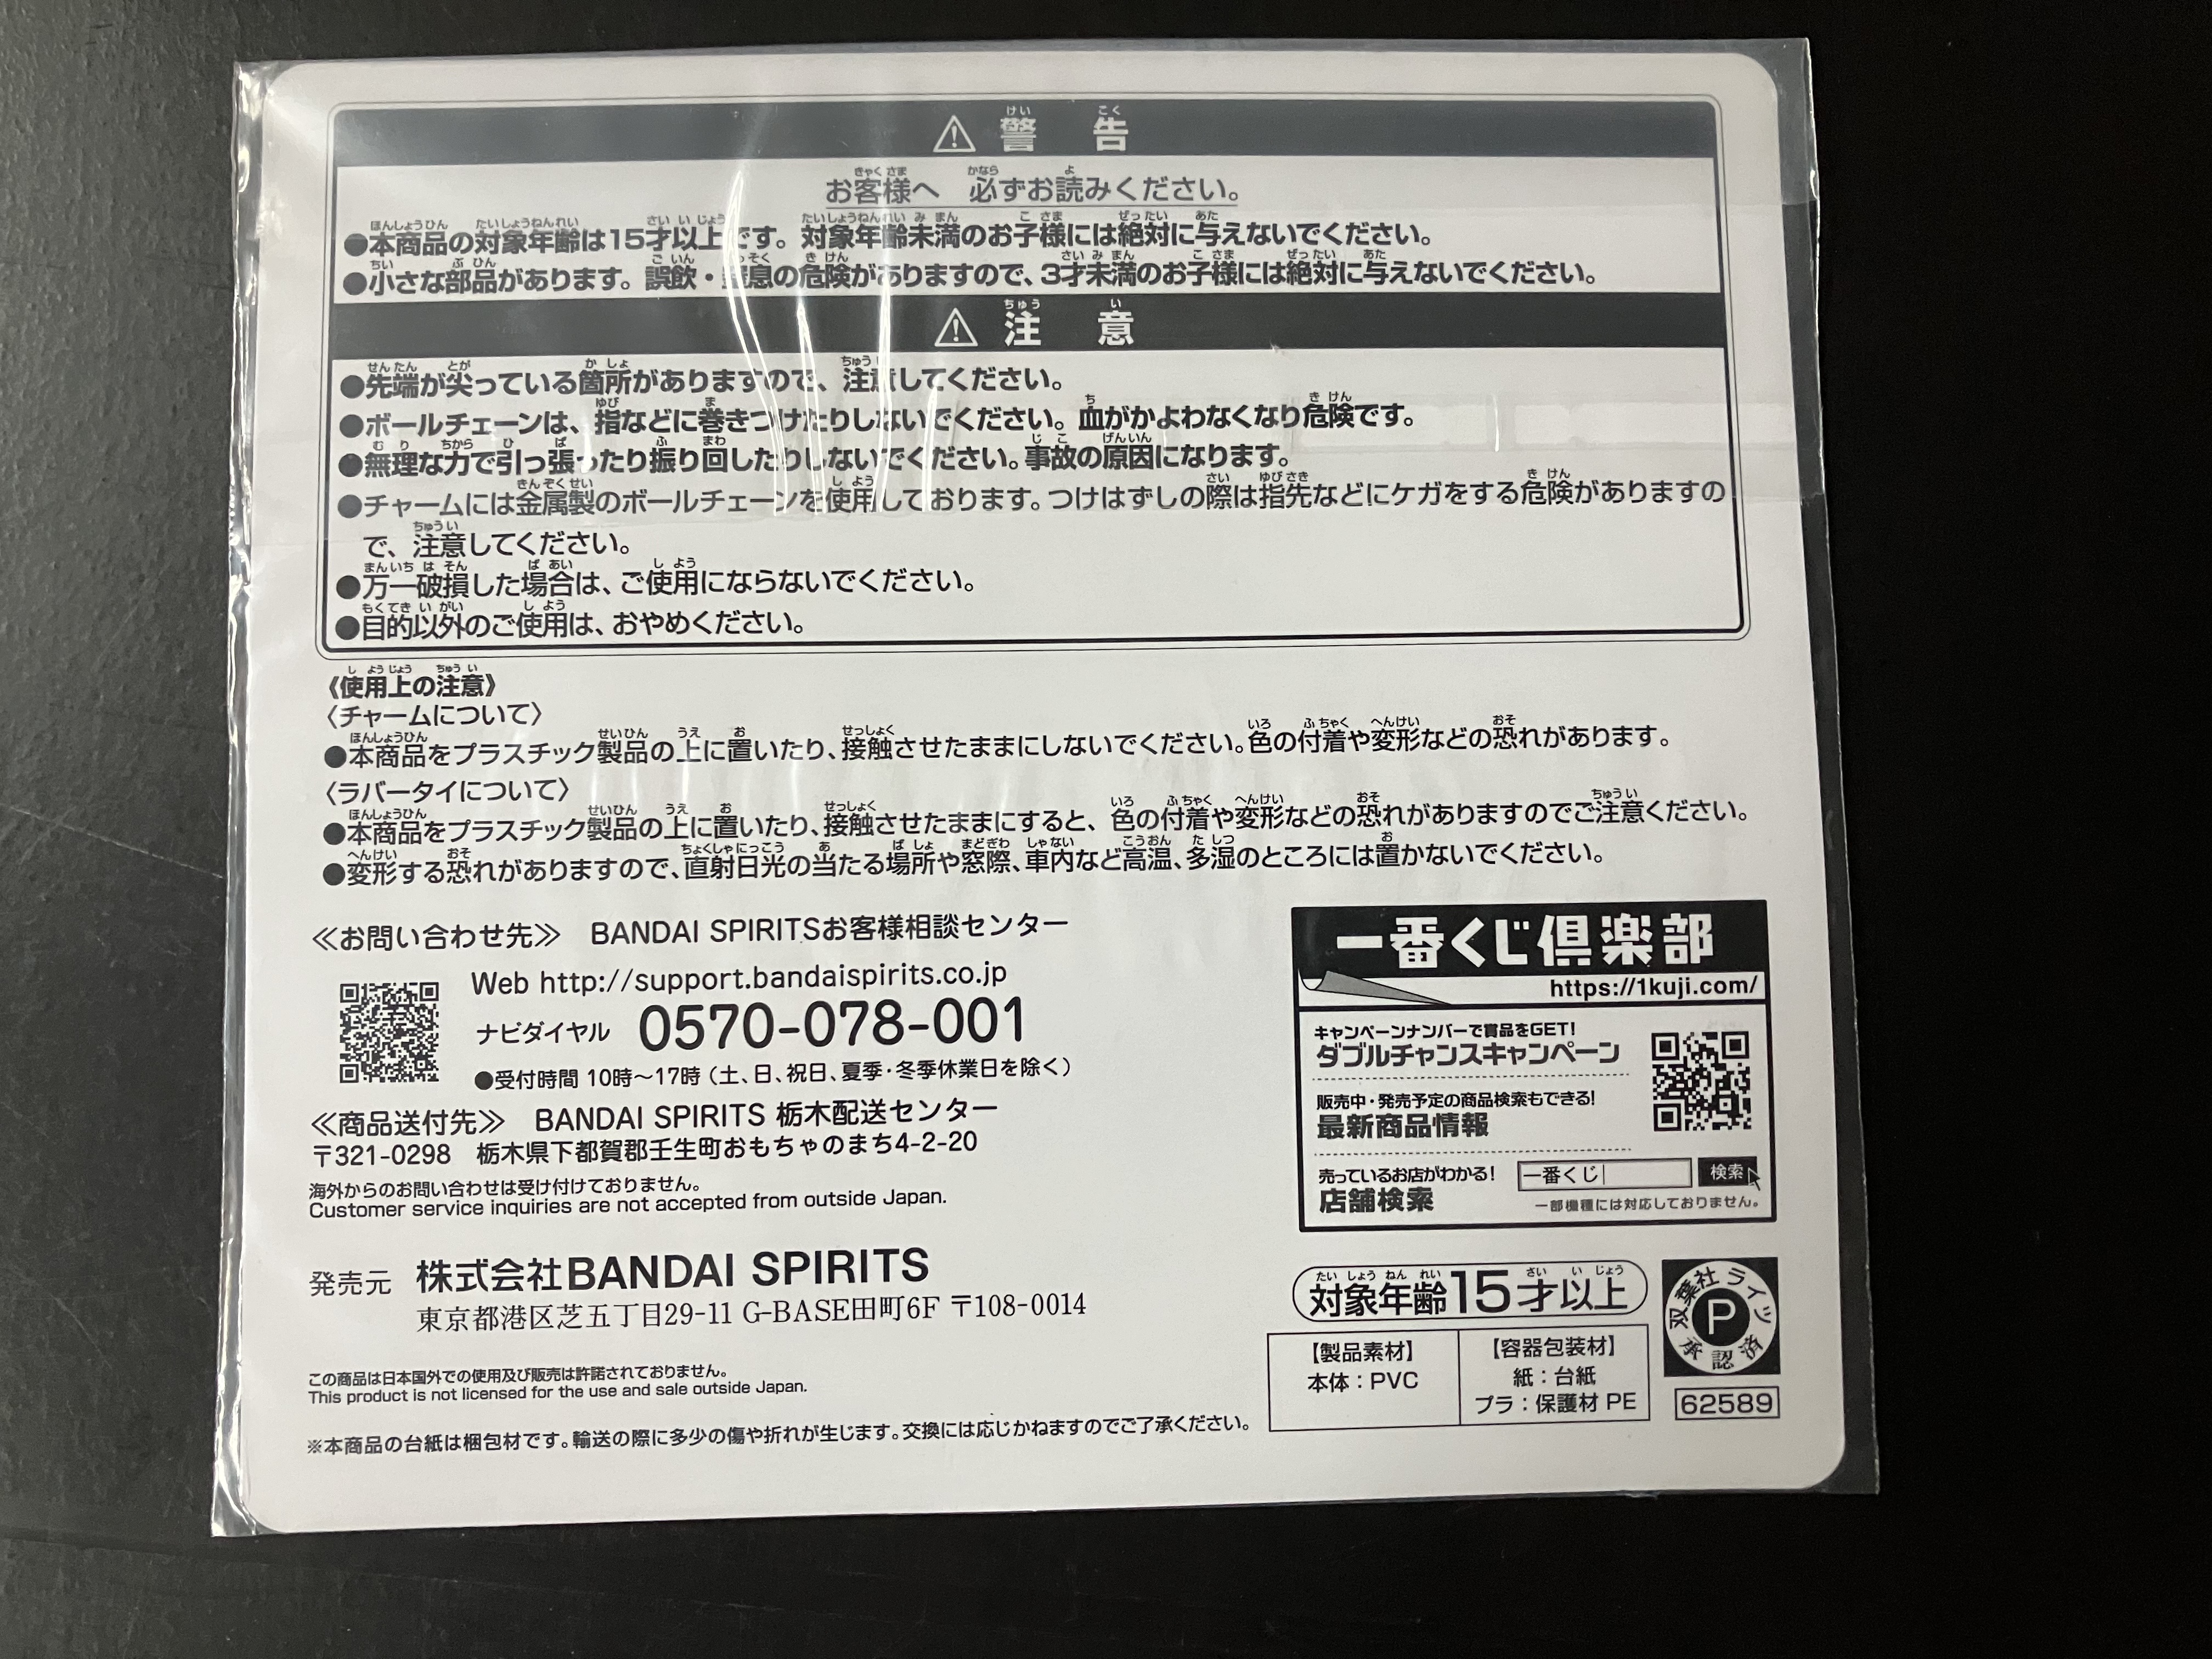 ⚠ 警告
お客様へ 必ずお読みください。
●本商品の対象年齢は15才以上です。対象年齢未満のお子様には絶対に与えないでください。
●小さな部品があります。誤飲・窒息の危険がありますので、3才未満のお子様には絶対に与えないでください。
⚠ 注意
●先端が尖っている箇所がありますので、注意してください。
●ボールチェーンは、指などに巻きつけたりしないでください。血がかよわなくなり危険です。
●無理な力で引っ張ったり振り回したりしないでください。事故の原因になります。
●チャームには金属製のボールチェーンを使用しております。つけはずしの際は指先などにケガをする危険がありますの
で、注意してください。
●万一破損した場合は、ご使用にならないでください。
●目的以外のご使用は、おやめください。
《使用上の注意》
〈チャームについて〉
●本商品をプラスチック製品の上に置いたり、接触させたままにしないでください。色の付着や変形などの恐れがあります。
〈ラバータイについて〉
●本商品をプラスチック製品の上に置いたり、接触させたままにすると、色の付着や変形などの恐れがありますのでご注意ください。
●変形する恐れがありますので、直射日光の当たる場所や窓際、車内など高温、多湿のところには置かないでください。
≪お問い合わせ先≫ BANDAI SPIRITSお客様相談センター
Web http://support.bandaispirits.co.jp
ナビダイヤル 0570-078-001
●受付時間 10時～17時（土、日、祝日、夏季・冬季休業日を除く）
≪商品送付先≫ BANDAI SPIRITS 栃木配送センター
〒321-0298 栃木県下都賀郡壬生町おもちゃのまち4-2-20
海外からのお問い合わせは受け付けておりません。
Customer service inquiries are not accepted from outside Japan.
発売元 株式会社BANDAI SPIRITS
東京都港区芝五丁目29-11 G-BASE田町6F 〒108-0014
この商品は日本国外での使用及び販売は許諾されておりません。
This product is not licensed for the use and sale outside Japan.
※本商品の台紙は梱包材です。輸送の際に多少の傷や折れが生じます。交換には応じかねますのでご了承ください。
一番くじ倶楽部
https://1kuji.com/
キャンペーンナンバーで賞品をGET!
ダブルチャンスキャンペーン
販売中・発売予定の商品検索もできる!
最新商品情報
売っているお店がわかる!
店舗検索
一番くじ 検索
一部機種には対応しておりません。
対象年齢15才以上
【製品素材】
本体：PVC
【容器包装材】
紙：台紙
プラ：保護材 PE
双葉社ライツ承認済
P
62589